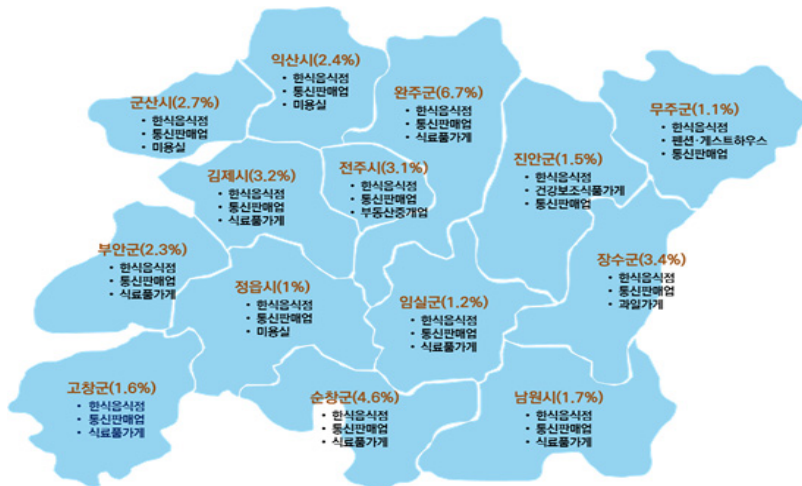 익산시(2.4%)
• 한식음식점
• 통신판매업
• 미용실
군산시(2.7%)
• 한식음식점
• 통신판매업
• 미용실
완주군(6.7%)
• 한식음식점
• 통신판매업
• 식료품가게
무주군(1.1%)
• 한식음식점
• 펜션·게스트하우스
• 통신판매업
진안군(1.5%)
• 한식음식점
• 건강보조식품가게
• 통신판매업
김제시(3.2%)
• 한식음식점
• 통신판매업
• 식료품가게
전주시(3.1%)
• 한식음식점
• 통신판매업
• 부동산중개업
부안군(2.3%)
• 한식음식점
• 통신판매업
• 식료품가게
정읍시(1%)
• 한식음식점
• 통신판매업
• 미용실
임실군(1.2%)
• 한식음식점
• 통신판매업
• 식료품가게
장수군(3.4%)
• 한식음식점
• 통신판매업
• 과일가게
고창군(1.6%)
• 한식음식점
• 통신판매업
• 식료품가게
순창군(4.6%)
• 한식음식점
• 통신판매업
• 식료품가게
남원시(1.7%)
• 한식음식점
• 통신판매업
• 식료품가게